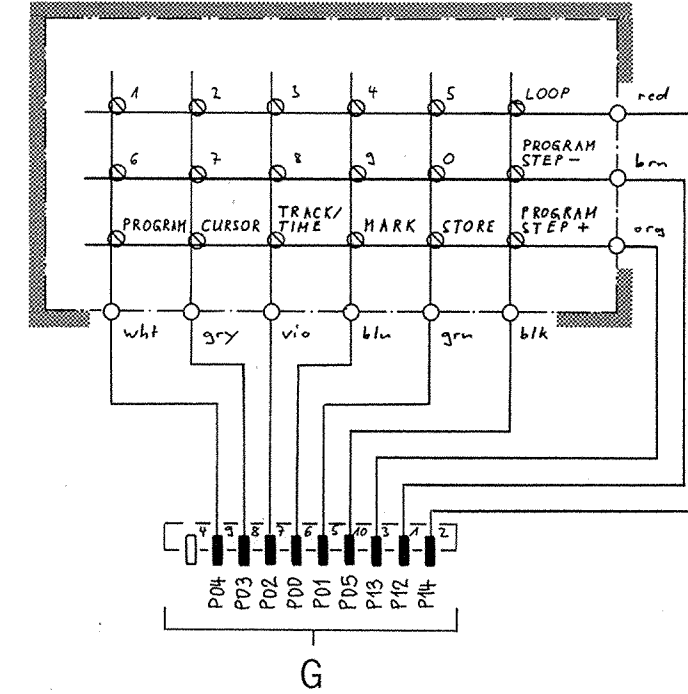 1 2 3 4 5 LOOP red
6 7 8 9 0 PROGRAM STEP - brn
PROGRAM CURSOR TRACK/ TIME MARK STORE PROGRAM STEP + org
wht gry vio blu grn blk
4 9 8 7 6 5 10 3 1 2
P04 P03 P02 P00 P01 P05 P13 P12 P14
G